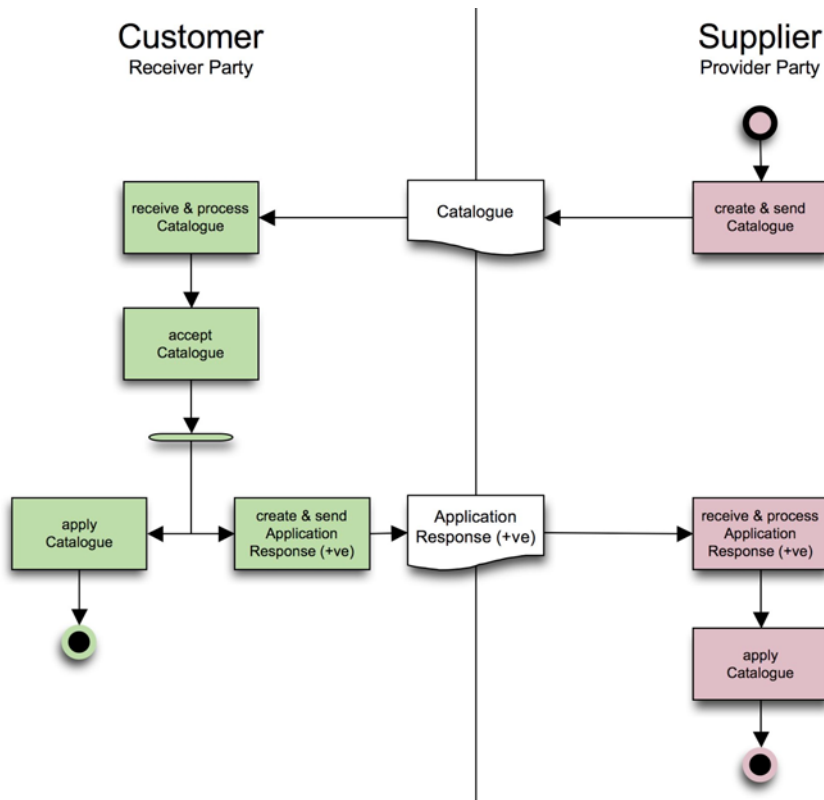 Customer
Receiver Party
Supplier
Provider Party
receive & process
Catalogue
Catalogue
create & send
Catalogue
accept
Catalogue
apply
Catalogue
create & send
Application
Response (+ve)
Application
Response (+ve)
receive & process
Application
Response (+ve)
apply
Catalogue